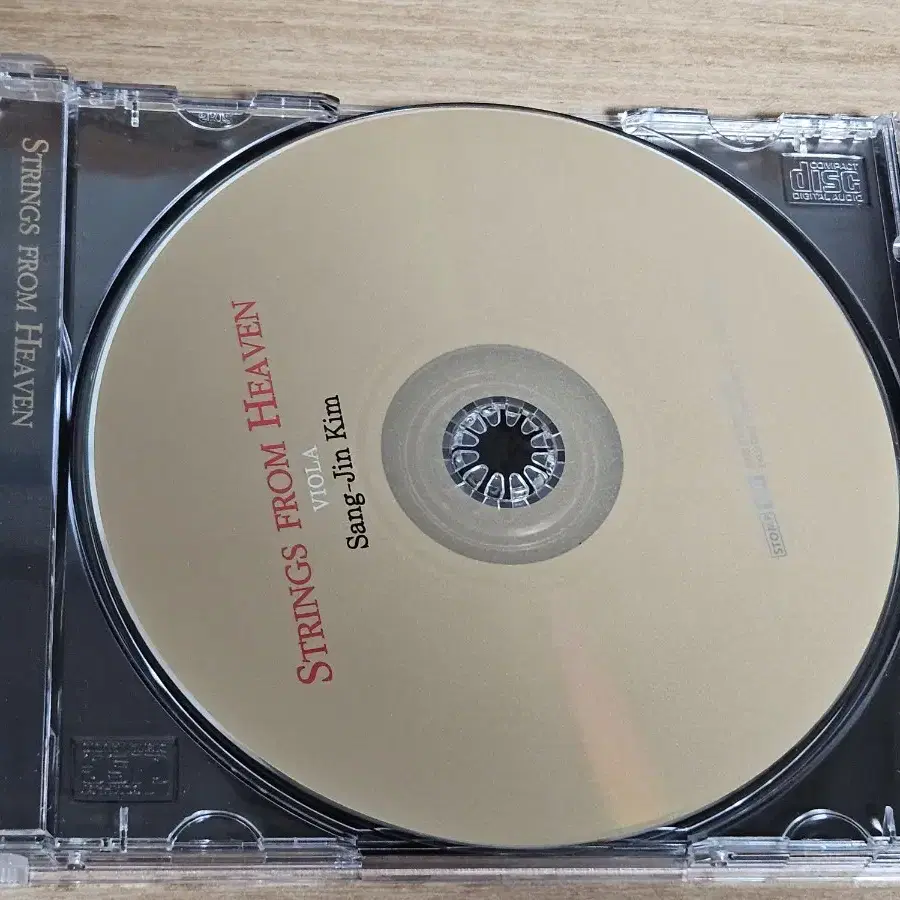 STRINGS FROM HEAVEN
STRINGS FROM HEAVEN
VIOLA
Sang-Jin Kim
COMPACT
disc
DIGITAL AUDIO